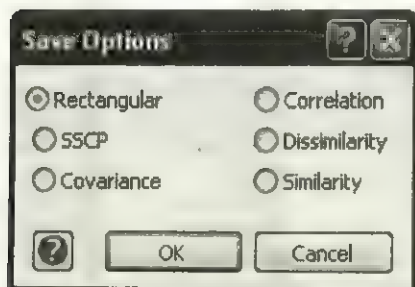 Save Options
? X
Rectangular Correlation
SSCP Dissimilarity
Covariance Similarity
? OK Cancel